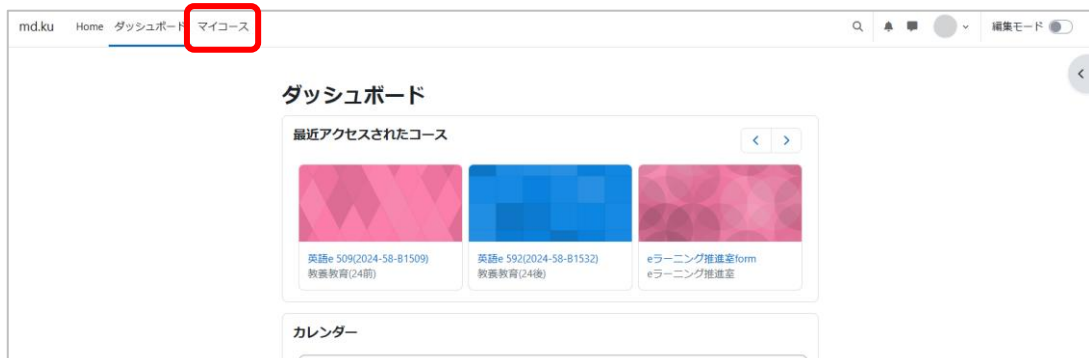 md.ku Home ダッシュボード マイコース 編集モード
ダッシュボード
最近アクセスされたコース
英語e 509(2024-58-B1509) 英語e 592(2024-58-B1532) eラーニング推進室form
教養教育(24前) 教養教育(24後) eラーニング推進室
カレンダー